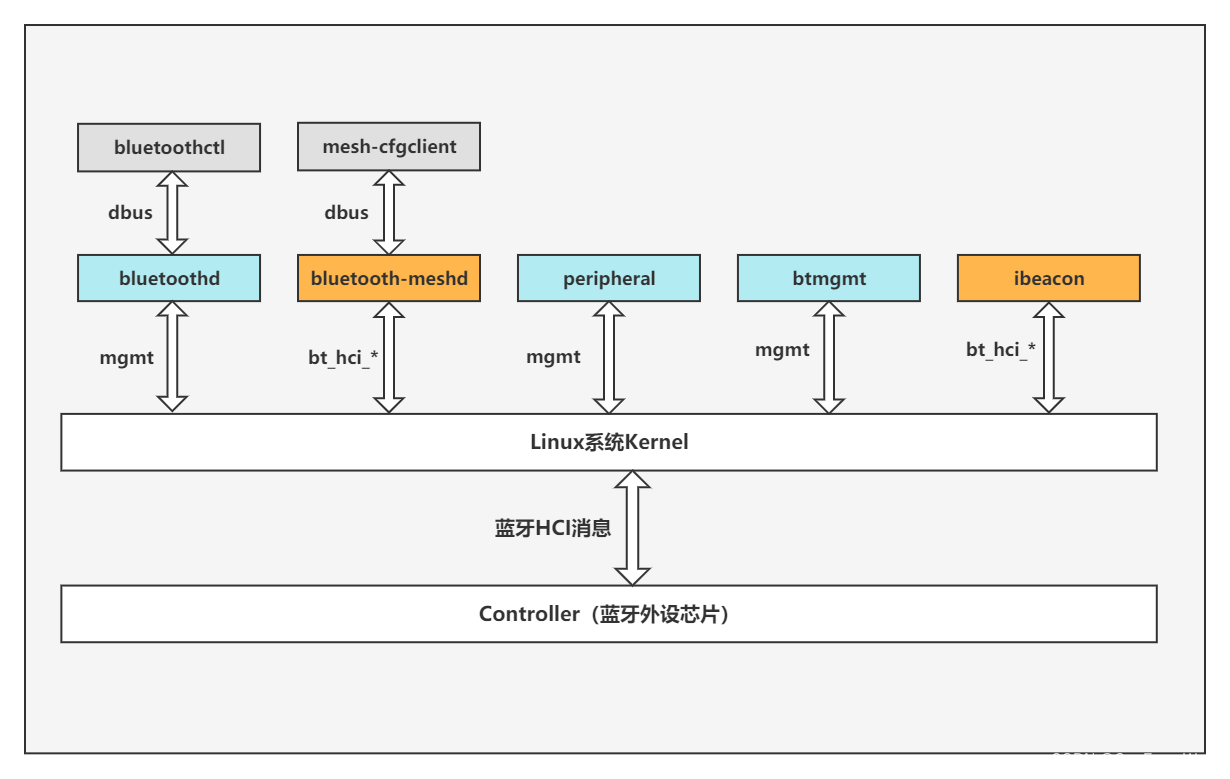 bluetoothctl
mesh-cfgclient
dbus
dbus
bluetoothd
bluetooth-meshd
peripheral
btmgmt
ibeacon
mgmt
bt_hci_*
mgmt
mgmt
bt_hci_*
Linux系统Kernel
蓝牙HCI消息
Controller（蓝牙外设芯片）